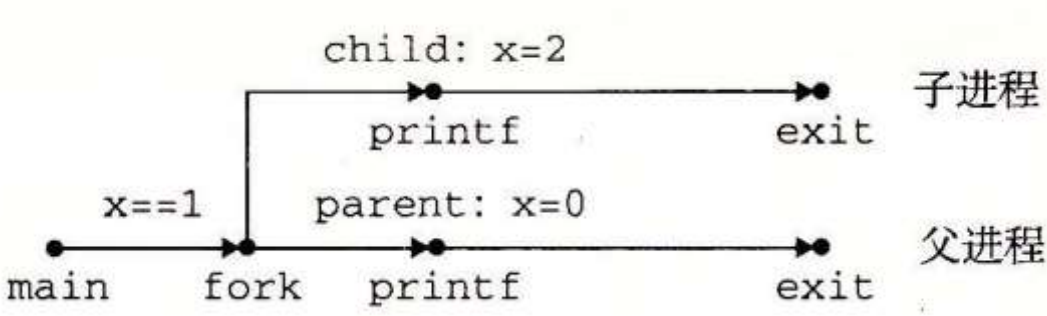 child: x=2
子进程
printf
exit
x==1
parent: x=0
父进程
main
fork
printf
exit